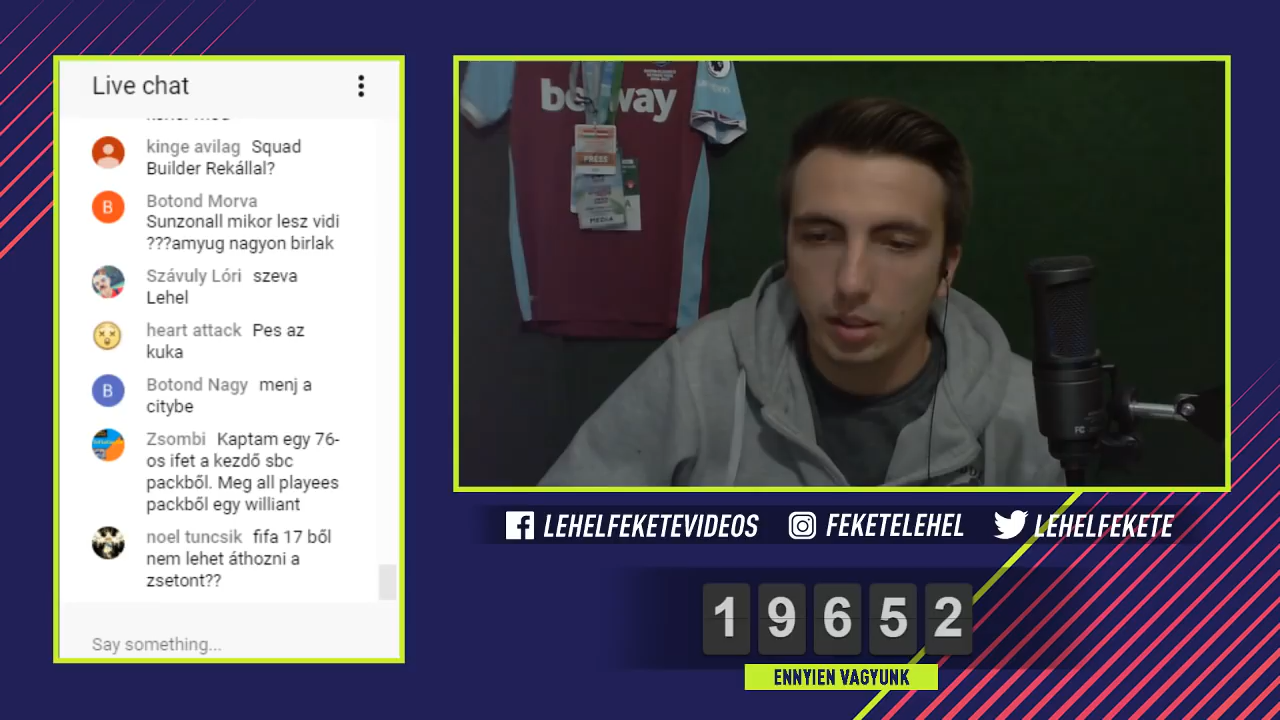 Live chat
kinge avilag Squad
Builder Rekállal?
B
Botond Morva
Sunzonall mikor lesz vidi
???amyug nagyon birlak
Szávuly Lóri szeva
Lehel
heart attack Pes az
kuka
B
Botond Nagy menj a
citybe
Zsombi Kaptam egy 76-
os ifet a kezdő sbc
packből. Meg all playees
packből egy williant
noel tuncsik fifa 17 ből
nem lehet áthozni a
zsetont??
Say something...
PRESS
MEDIA
LEHELFEKETEVIDEOS
FEKETELEHEL
LEHELFEKETE
19652
ENNYIEN VAGYUNK